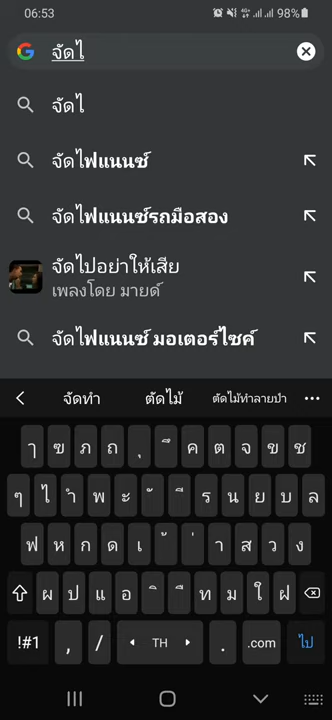 06:53
4G
98%
จัดไ
จัดไ
จัดไฟแนนซ์
จัดไฟแนนซ์รถมือสอง
จัดไปอย่าให้เสีย
เพลงโดย มายด์
จัดไฟแนนซ์ มอเตอร์ไซค์
จัดทำ ตัดไม้ ตัดไม้ทำลายป่า
ๅ ฃ ภ ถ ุ ึ ค ต จ ข ช
ๆ ไ ำ พ ะ ั ี ร น ย บ ล
ฟ ห ก ด เ ้ ่ า ส ว ง
ผ ป แ อ ิ ื ท ม ใ ฝ
!#1 , / TH . .com ไป